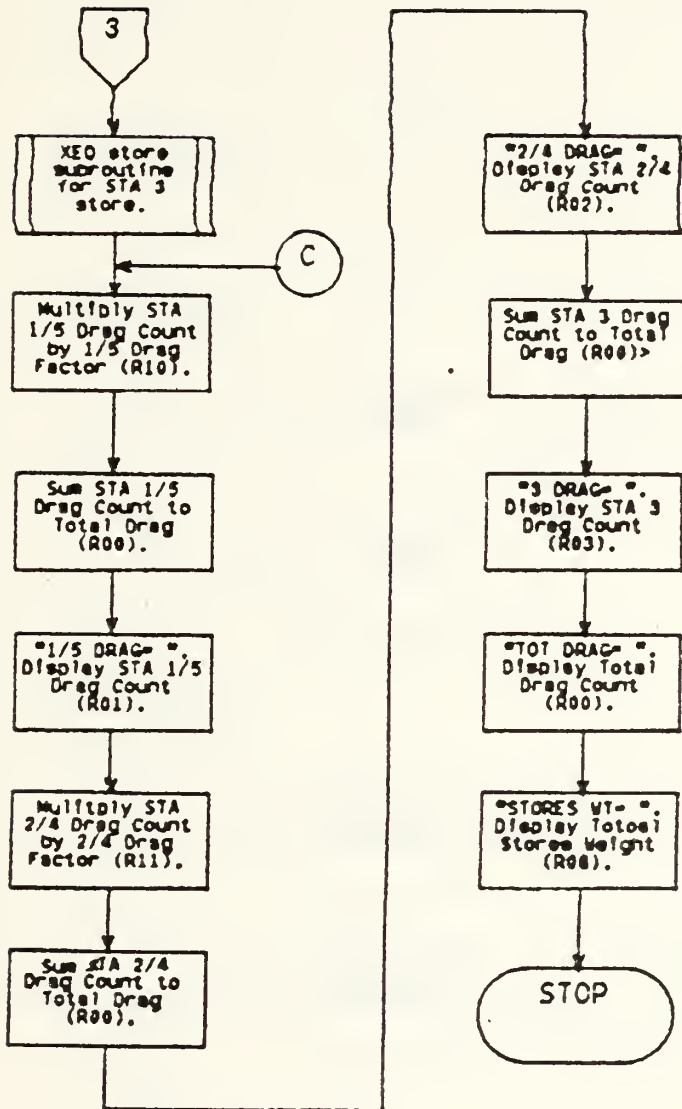 3
XEQ store
subroutine
for STA 3
store.
C
Multiply STA
1/5 Drag Count
by 1/5 Drag
Factor (R10).
Sum STA 1/5
Drag Count to
Total Drag
(R00).
"1/5 DRAG= ".
Display STA 1/5
Drag Count
(R01).
Mulitply STA
2/4 Drag Count
by 2/4 Drag
Factor (R11).
Sum STA 2/4
Drag Count to
Total Drag
(R00).
"2/4 DRAG= ".
Display STA 2/4
Drag Count
(R02).
Sum STA 3 Drag
Count to Total
Drag (R00)>
"3 DRAG= ".
Display STA 3
Drag Count
(R03).
"TOT DRAG= ".
Display Total
Drag Count
(R00).
"STORES WT= ".
Display Totoal
Stores Weight
STOP